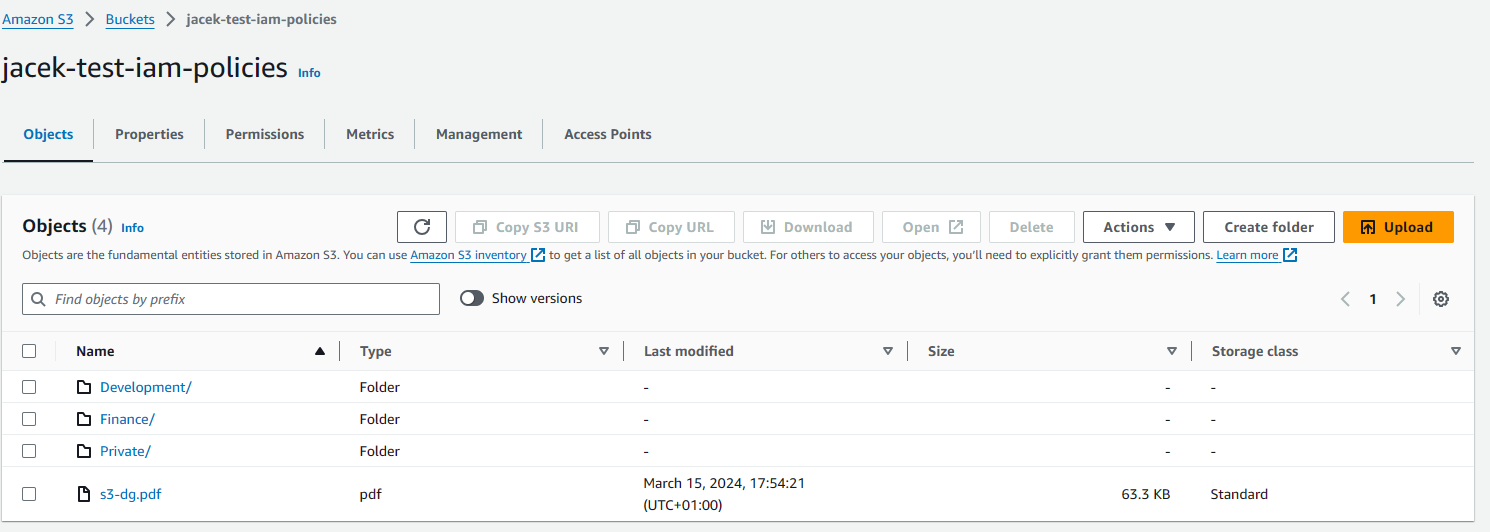 Amazon S3 > Buckets > jacek-test-iam-policies
jacek-test-iam-policies Info
Objects Properties Permissions Metrics Management Access Points
Objects (4) Info Copy S3 URI Copy URL Download Open Delete Actions Create folder Upload
Objects are the fundamental entities stored in Amazon S3. You can use Amazon S3 inventory to get a list of all objects in your bucket. For others to access your objects, you'll need to explicitly grant them permissions. Learn more
Find objects by prefix Show versions 1
Name Type Last modified Size Storage class
Development/ Folder - - -
Finance/ Folder - - -
Private/ Folder - - -
s3-dg.pdf pdf March 15, 2024, 17:54:21 63.3 KB Standard
(UTC+01:00)